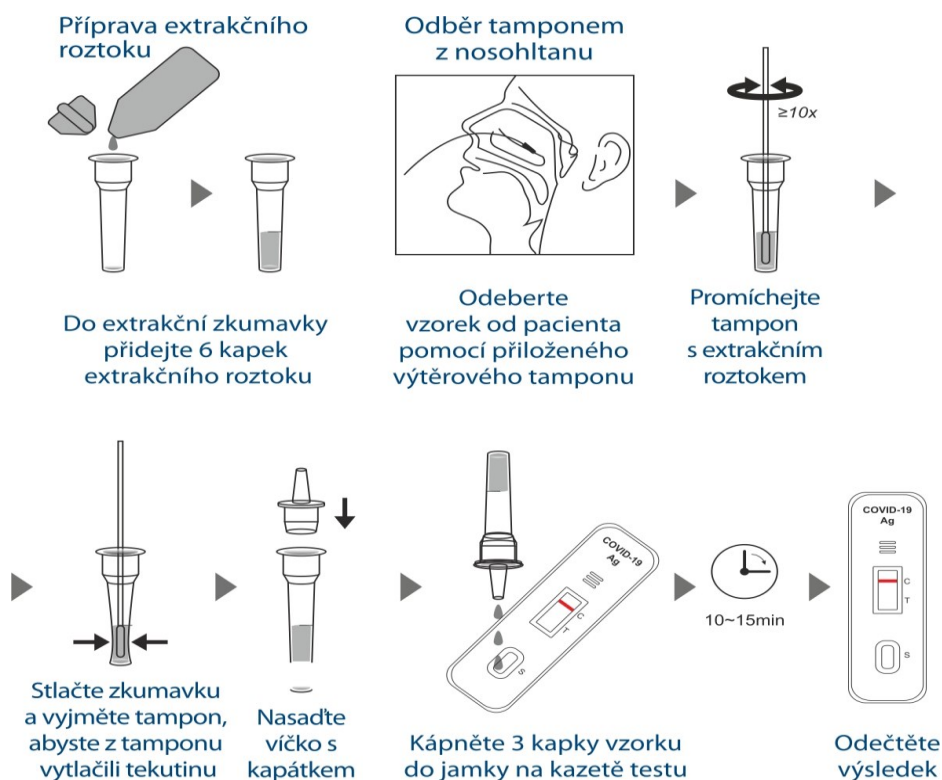 Příprava extrakčního
roztoku
Odběr tamponem
z nosohltanu
≥10x
Do extrakční zkumavky
přidejte 6 kapek
extrakčního roztoku
Odeberte
vzorek od pacienta
pomocí přiloženého
výtěrového tamponu
Promíchejte
tampon
s extrakčním
roztokem
Stlačte zkumavku
a vyjměte tampon,
abyste z tamponu
vytlačili tekutinu
Nasaďte
víčko s
kapátkem
COVID-19
Ag
C
T
S
Kápněte 3 kapky vzorku
do jamky na kazetě testu
10~15min
COVID-19
Ag
C
T
S
Odečtěte
výsledek